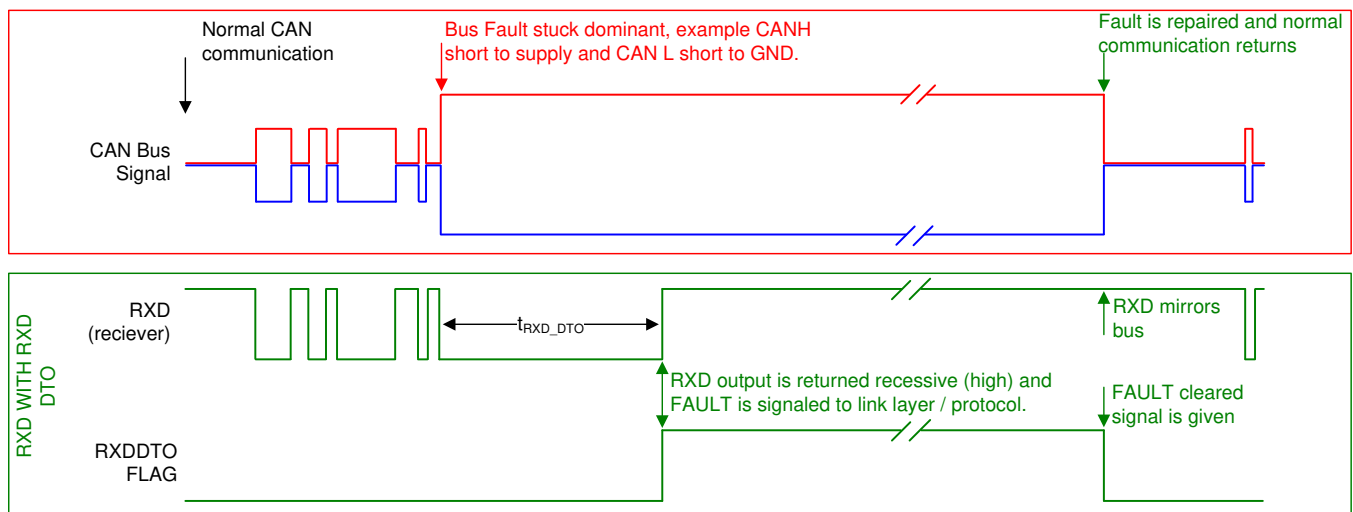 Normal CAN
communication
Bus Fault stuck dominant, example CANH
short to supply and CAN L short to GND.
Fault is repaired and normal
communication returns
CAN Bus
Signal
RXD WITH RXD
DTO
RXD
(reciever)
tRXD_DTO
RXD mirrors
bus
RXD output is returned recessive (high) and
FAULT is signaled to link layer / protocol.
FAULT cleared
signal is given
RXDDTO
FLAG